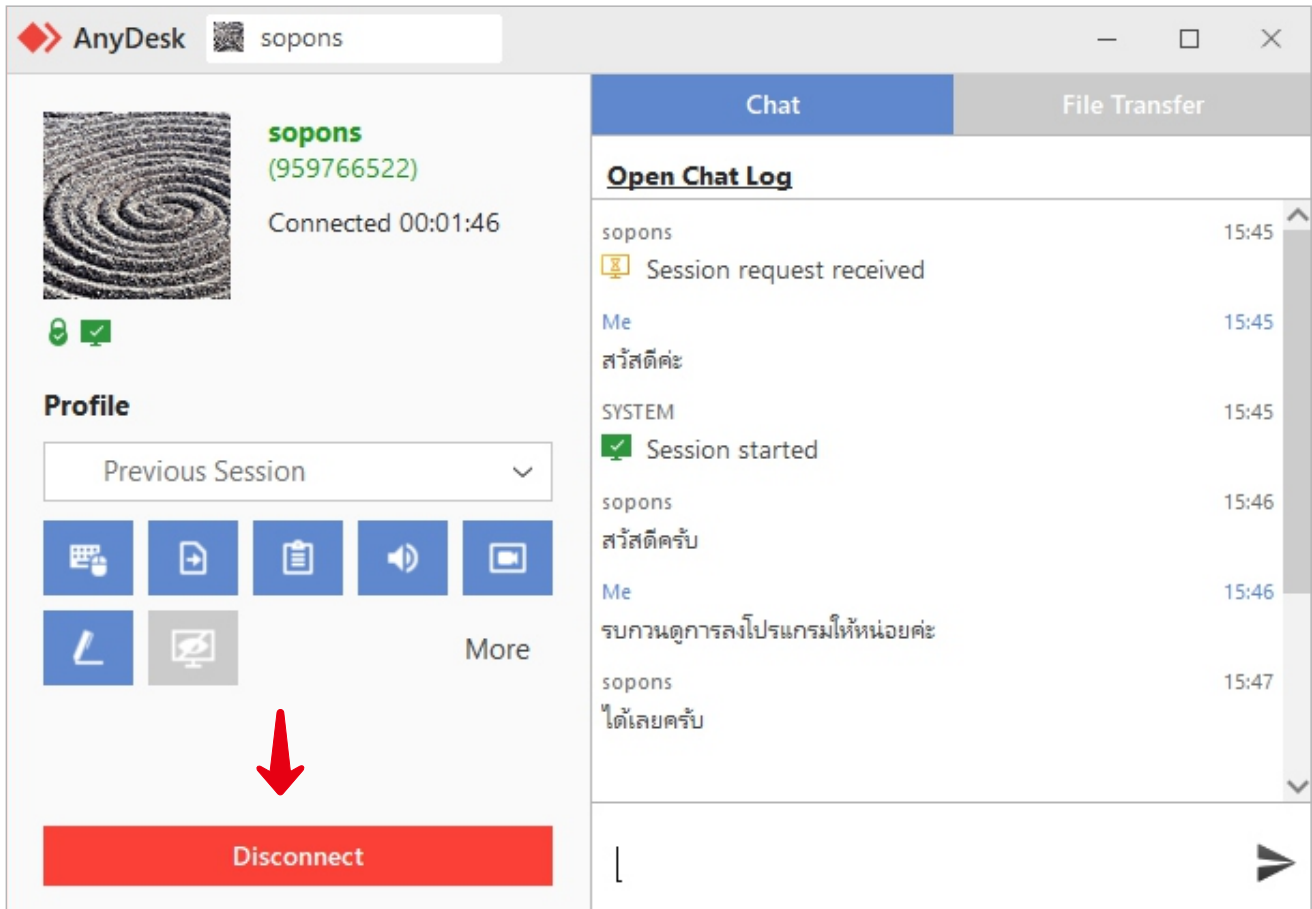 AnyDesk
sopons
sopons
(959766522)
Connected 00:01:46
Profile
Previous Session
More
Disconnect
Chat
File Transfer
Open Chat Log
sopons 15:45
Session request received
Me 15:45
สวัสดีค่ะ
SYSTEM 15:45
Session started
sopons 15:46
สวัสดีครับ
Me 15:46
รบกวนดูการลงโปรแกรมให้หน่อยค่ะ
sopons 15:47
ได้เลยครับ